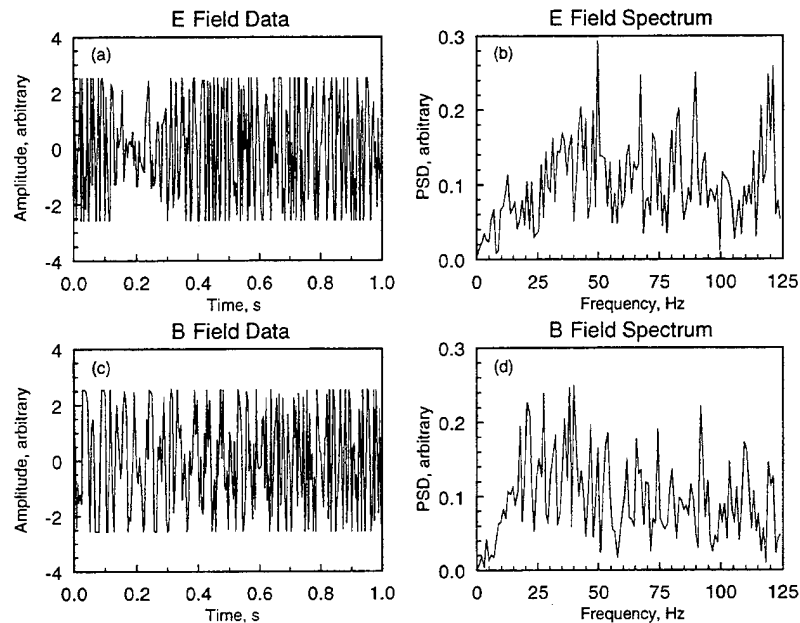 E Field Data
(a)
Amplitude, arbitrary
4
2
0
-2
-4
0.0 0.2 0.4 0.6 0.8 1.0
Time, s
E Field Spectrum
(b)
PSD, arbitrary
0.3
0.2
0.1
0.0
0 25 50 75 100 125
Frequency, Hz
B Field Data
(c)
Amplitude, arbitrary
4
2
0
-2
-4
0.0 0.2 0.4 0.6 0.8 1.0
Time, s
B Field Spectrum
(d)
PSD, arbitrary
0.3
0.2
0.1
0.0
0 25 50 75 100 125
Frequency, Hz